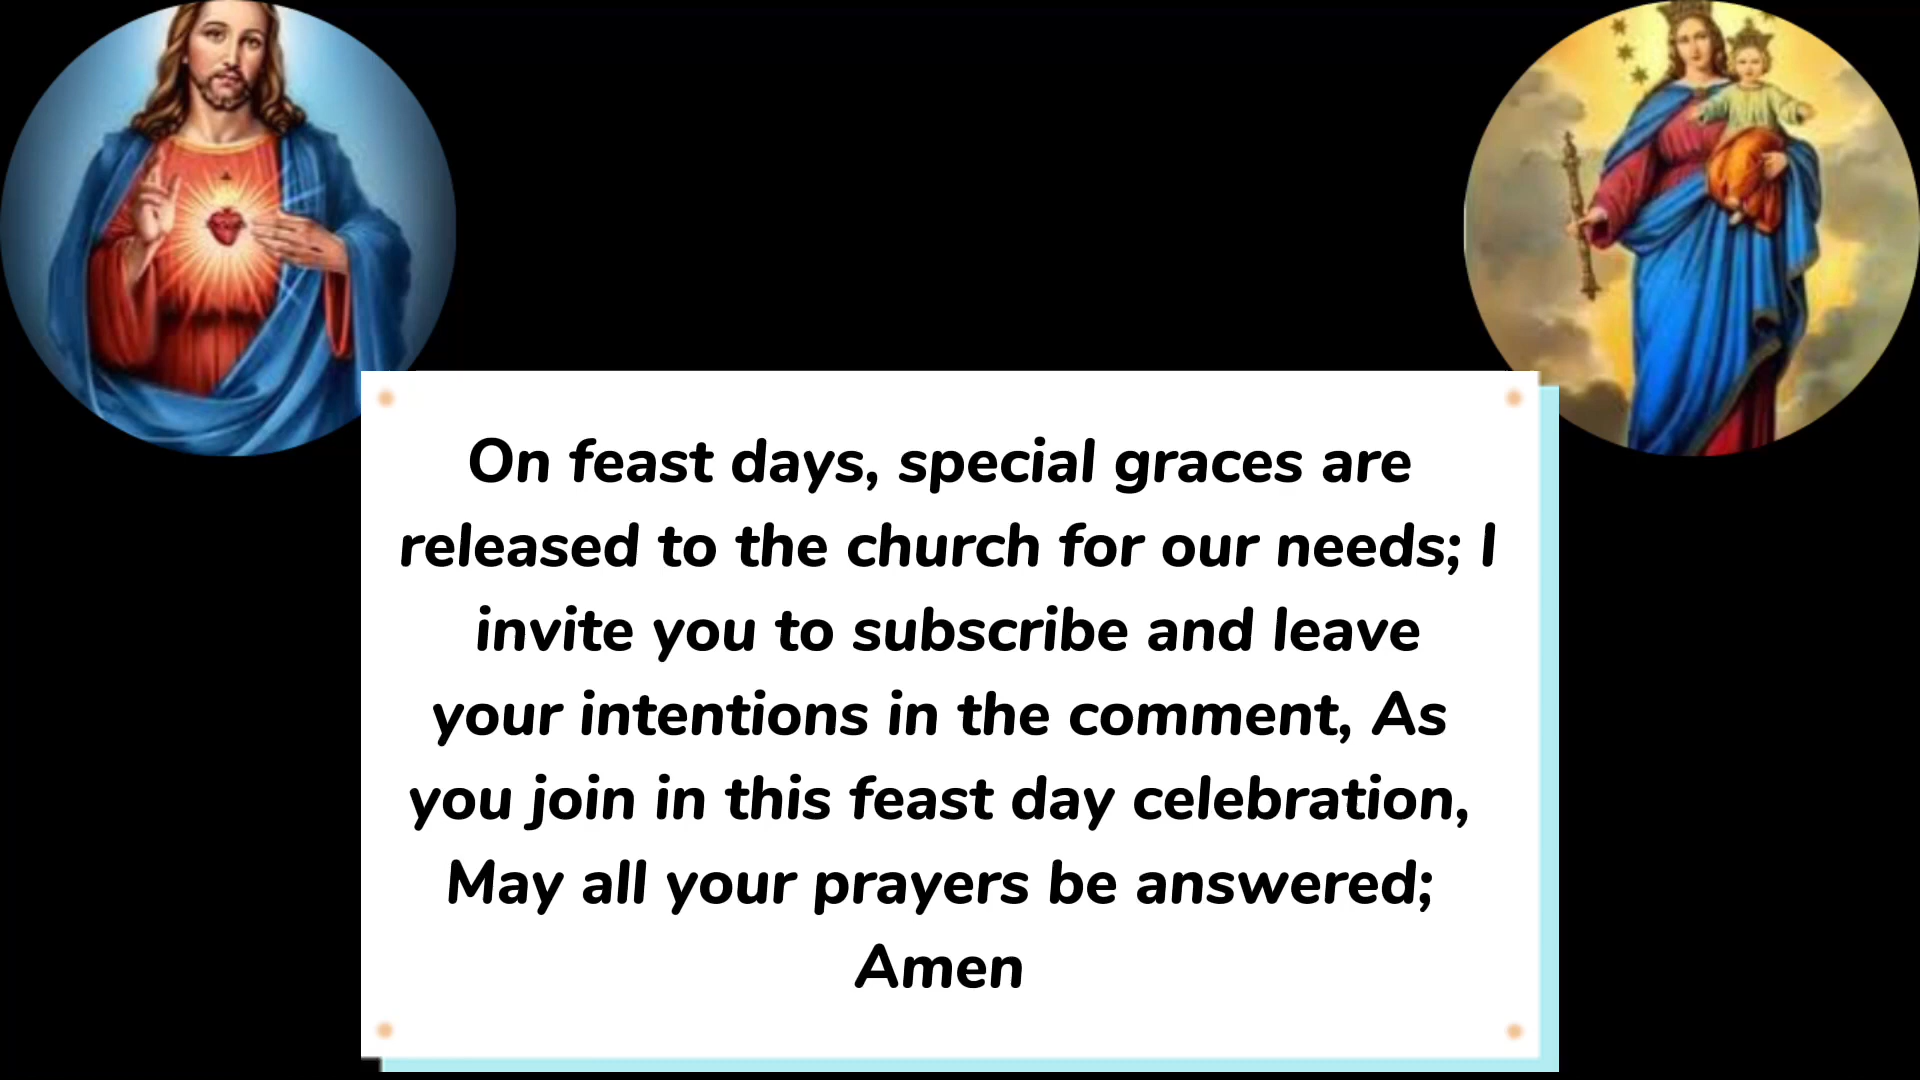 On feast days, special graces are
released to the church for our needs; I
invite you to subscribe and leave
your intentions in the comment, As
you join in this feast day celebration,
May all your prayers be answered;
Amen